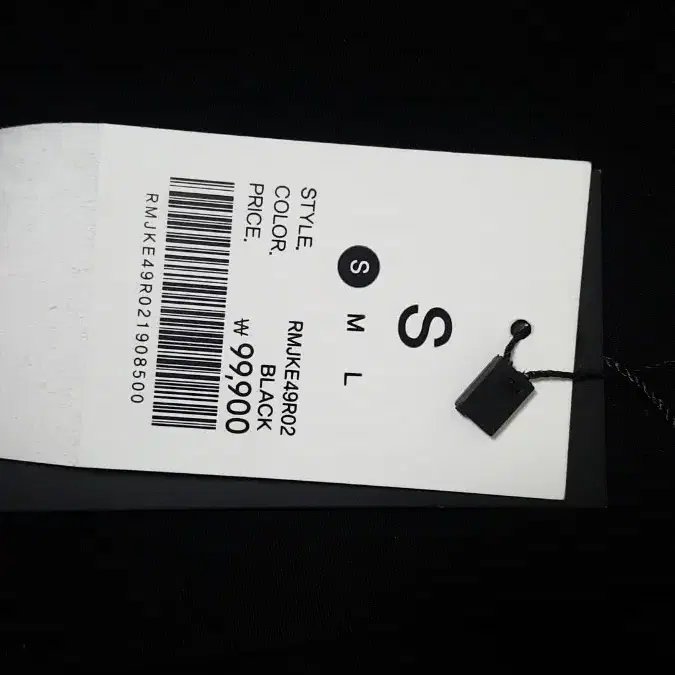 S
S M L
STYLE. RMJKE49R02
COLOR. BLACK
PRICE. ₩ 99,900
RMJKE49R021908500